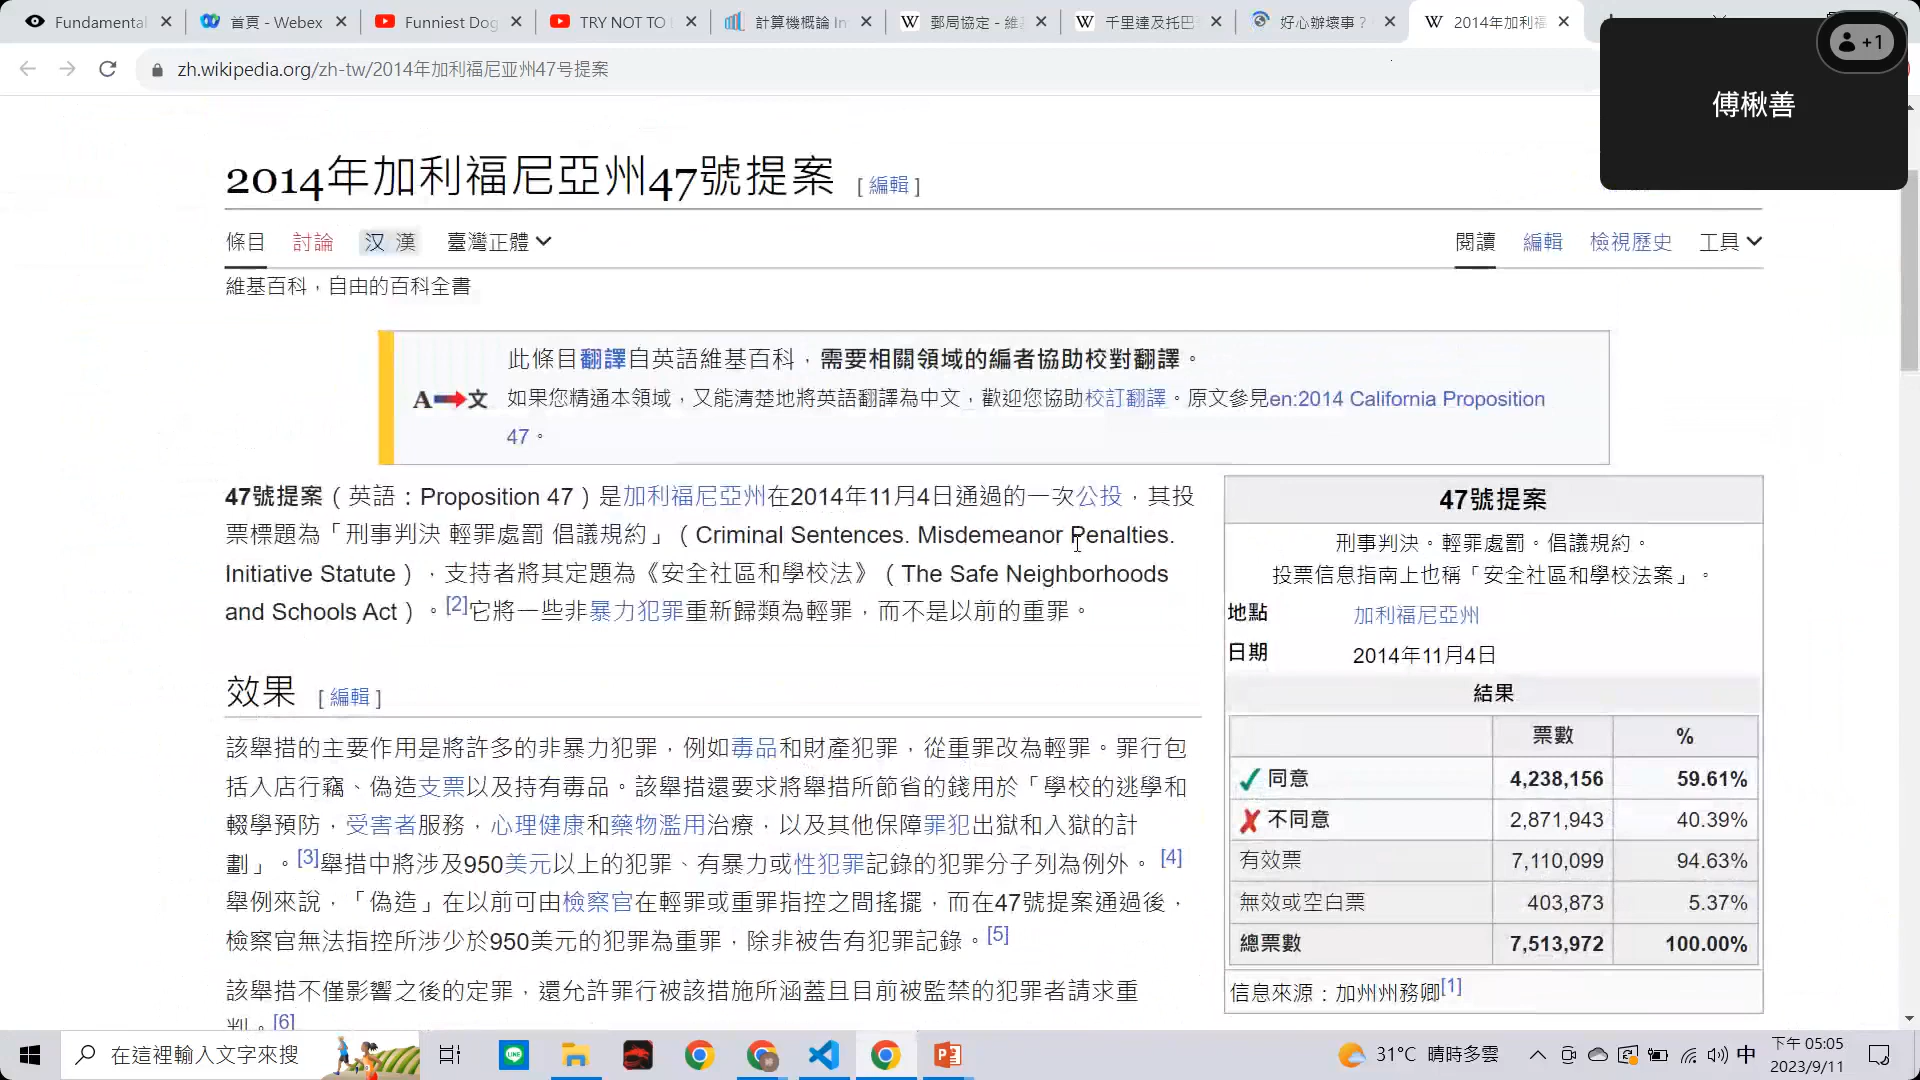 Fundamental
首頁 - Webex
Funniest Dog
TRY NOT TO
計算機概論 In
郵局協定 - 維
千里達及托巴
好心辦壞事？
2014年加利福
zh.wikipedia.org/zh-tw/2014年加利福尼亚州47号提案
+1
傅楸善
2014年加利福尼亞州47號提案 [ 編輯 ]
條目 討論 汉 漢 臺灣正體 閱讀 編輯 檢視歷史 工具
維基百科，自由的百科全書
此條目翻譯自英語維基百科，需要相關領域的編者協助校對翻譯。
A 文 如果您精通本領域，又能清楚地將英語翻譯為中文，歡迎您協助校訂翻譯。原文參見en:2014 California Proposition
47。
47號提案（英語：Proposition 47）是加利福尼亞州在2014年11月4日通過的一次公投，其投
票標題為「刑事判決 輕罪處罰 倡議規約」（Criminal Sentences. Misdemeanor Penalties.
Initiative Statute），支持者將其定題為《安全社區和學校法》（The Safe Neighborhoods
and Schools Act）。[2]它將一些非暴力犯罪重新歸類為輕罪，而不是以前的重罪。
效果 [ 編輯 ]
該舉措的主要作用是將許多的非暴力犯罪，例如毒品和財產犯罪，從重罪改為輕罪。罪行包
括入店行竊、偽造支票以及持有毒品。該舉措還要求將舉措所節省的錢用於「學校的逃學和
輟學預防，受害者服務，心理健康和藥物濫用治療，以及其他保障罪犯出獄和入獄的計
劃」。[3]舉措中將涉及950美元以上的犯罪、有暴力或性犯罪記錄的犯罪分子列為例外。[4]
舉例來說，「偽造」在以前可由檢察官在輕罪或重罪指控之間搖擺，而在47號提案通過後，
檢察官無法指控所涉少於950美元的犯罪為重罪，除非被告有犯罪記錄。[5]
該舉措不僅影響之後的定罪，還允許罪行被該措施所涵蓋且目前被監禁的犯罪者請求重
判。[6]
47號提案
刑事判決。輕罪處罰。倡議規約。
投票信息指南上也稱「安全社區和學校法案」。
地點 加利福尼亞州
日期 2014年11月4日
結果
票數 %
同意 4,238,156 59.61%
不同意 2,871,943 40.39%
有效票 7,110,099 94.63%
無效或空白票 403,873 5.37%
總票數 7,513,972 100.00%
信息來源：加州州務卿[1]
在這裡輸入文字來搜
31°C 晴時多雲
中
下午 05:05
2023/9/11